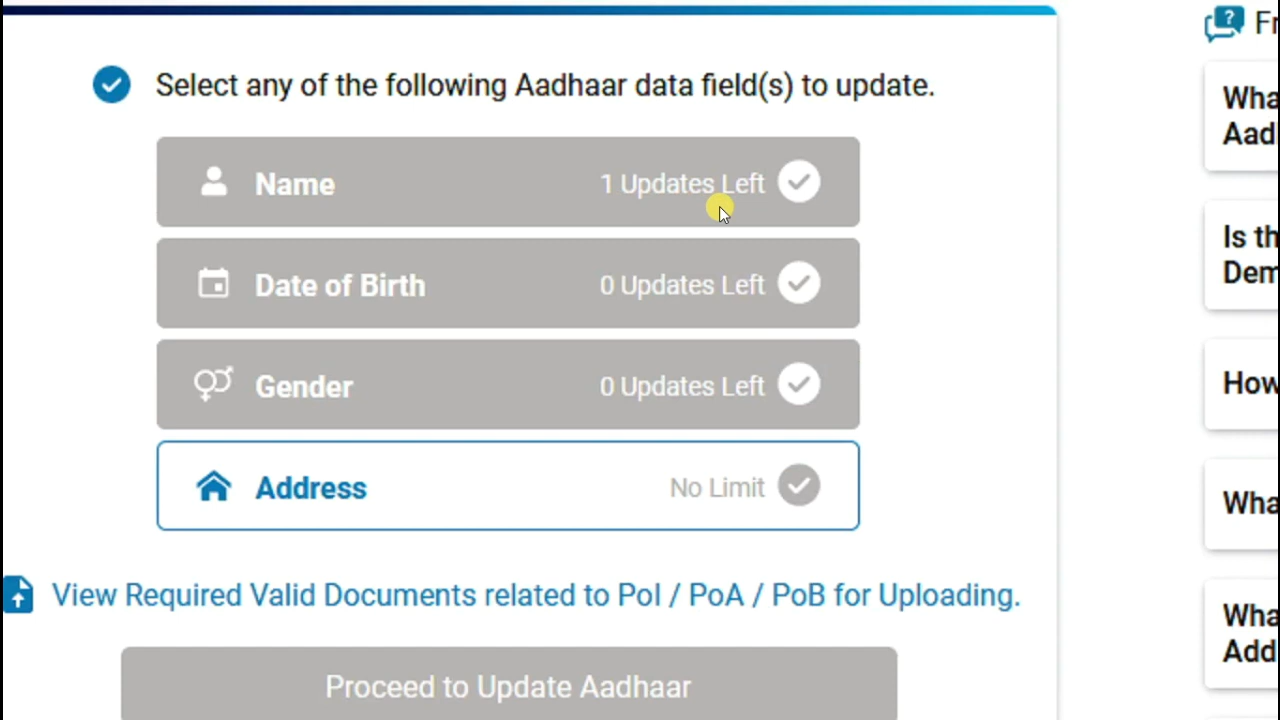 Select any of the following Aadhaar data field(s) to update.
Name 1 Updates Left
Date of Birth 0 Updates Left
Gender 0 Updates Left
Address No Limit
View Required Valid Documents related to PoI / PoA / PoB for Uploading.
Proceed to Update Aadhaar
Is
How